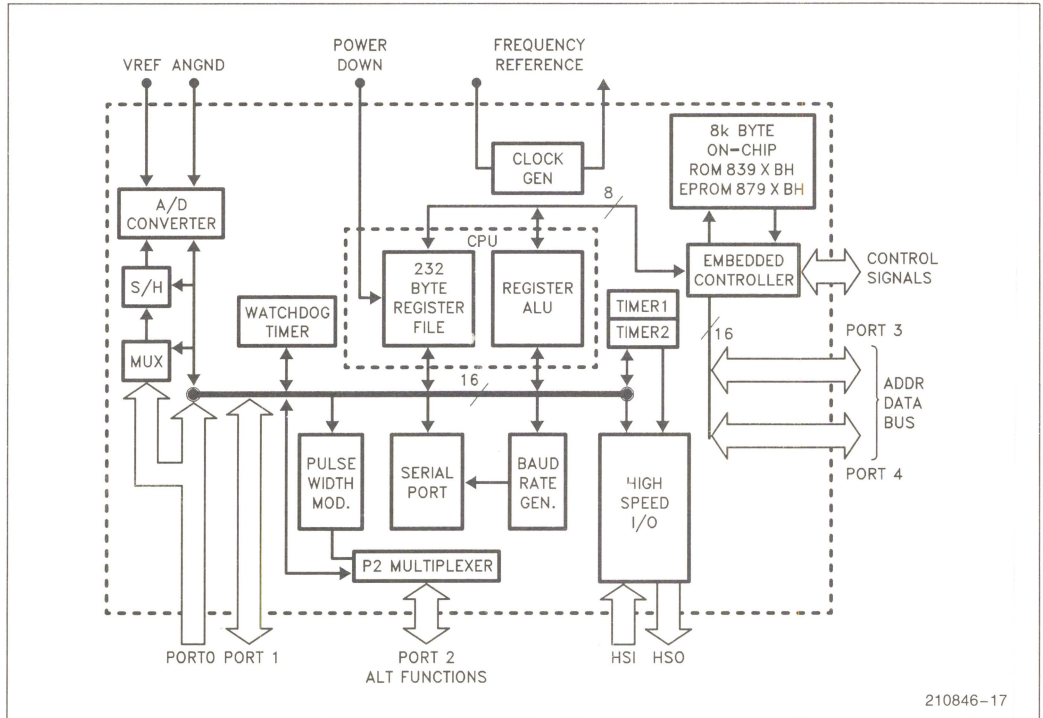 VREF ANGND
POWER
DOWN
FREQUENCY
REFERENCE
CLOCK
GEN
8k BYTE
ON-CHIP
ROM 839 X BH
EPROM 879 X BH
A/D
CONVERTER
8
CPU
S/H
232
BYTE
REGISTER
FILE
REGISTER
ALU
EMBEDDED
CONTROLLER
CONTROL
SIGNALS
WATCHDOG
TIMER
TIMER1
TIMER2
MUX
16
16
PORT 3
ADDR
DATA
BUS
PORT 4
PULSE
WIDTH
MOD.
SERIAL
PORT
BAUD
RATE
GEN.
HIGH
SPEED
I/O
P2 MULTIPLEXER
PORT0 PORT 1
PORT 2
ALT FUNCTIONS
HSI HSO
210846-17